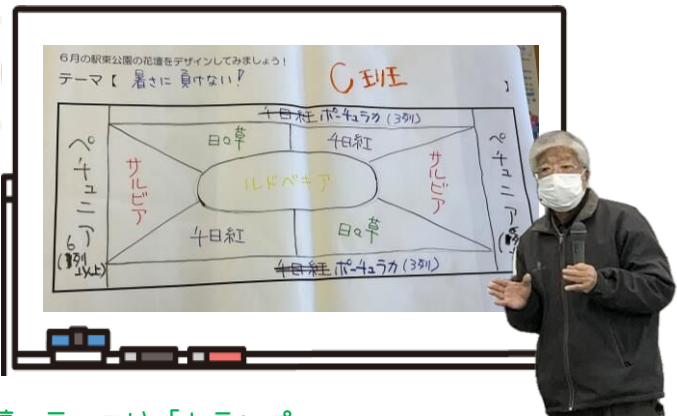 6月の駅東公園の花壇をデザインしてみましょう!
テーマ【 暑さに 負けない! 】
C班
千日紅 ポーチュラカ(3列)
ペチュニア
6
サルビア
日々草
千日紅
ルドベキア
サルビア
ペチュニア
千日紅
日々草
千日紅 ポーチュラカ(3列)